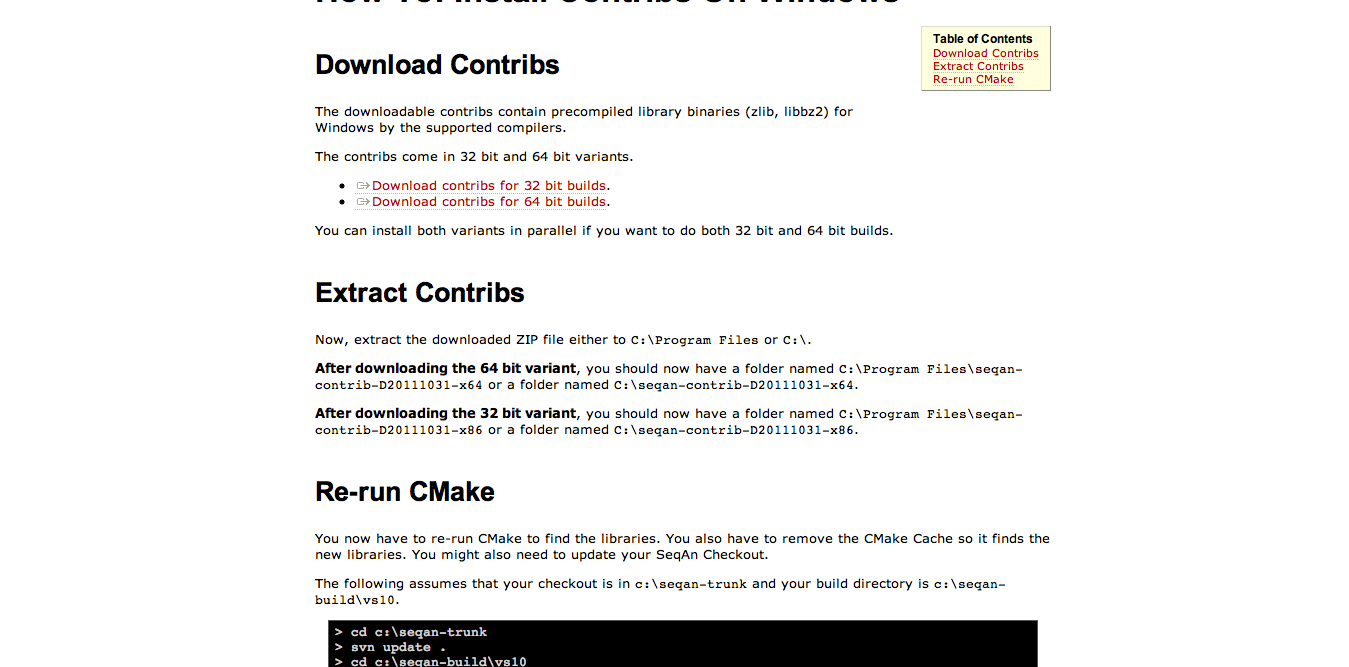 How To: Install Contribs On Windows
Table of Contents
Download Contribs
Extract Contribs
Re-run CMake
Download Contribs
The downloadable contribs contain precompiled library binaries (zlib, libbz2) for
Windows by the supported compilers.
The contribs come in 32 bit and 64 bit variants.
Download contribs for 32 bit builds.
Download contribs for 64 bit builds.
You can install both variants in parallel if you want to do both 32 bit and 64 bit builds.
Extract Contribs
Now, extract the downloaded ZIP file either to C:\Program Files or C:\.
After downloading the 64 bit variant, you should now have a folder named C:\Program Files\seqan-
contrib-D20111031-x64 or a folder named C:\seqan-contrib-D20111031-x64.
After downloading the 32 bit variant, you should now have a folder named C:\Program Files\seqan-
contrib-D20111031-x86 or a folder named C:\seqan-contrib-D20111031-x86.
Re-run CMake
You now have to re-run CMake to find the libraries. You also have to remove the CMake Cache so it finds the
new libraries. You might also need to update your SeqAn Checkout.
The following assumes that your checkout is in c:\seqan-trunk and your build directory is c:\seqan-
build\vs10.
> cd c:\seqan-trunk
> svn update .
> cd c:\seqan-build\vs10